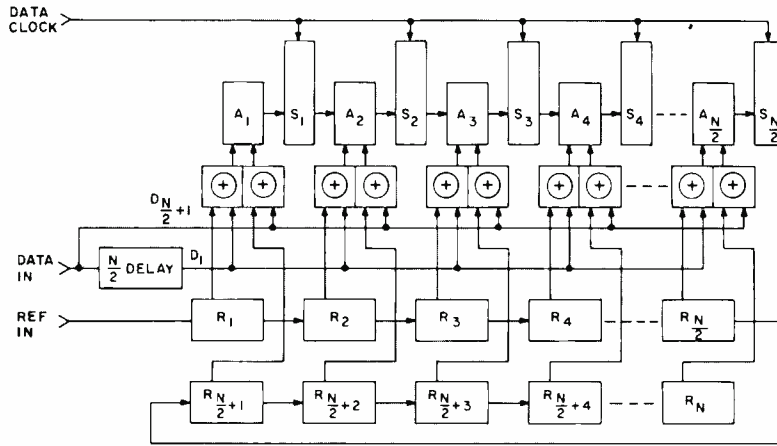 DATA
CLOCK
A1 S1 A2 S2 A3 S3 A4 S4 AN/2 SN/2
+ + + + + + + + + +
DN/2+1
DATA
IN
N/2 DELAY
D1
REF
IN
R1 R2 R3 R4 RN/2
RN/2+1 RN/2+2 RN/2+3 RN/2+4 RN